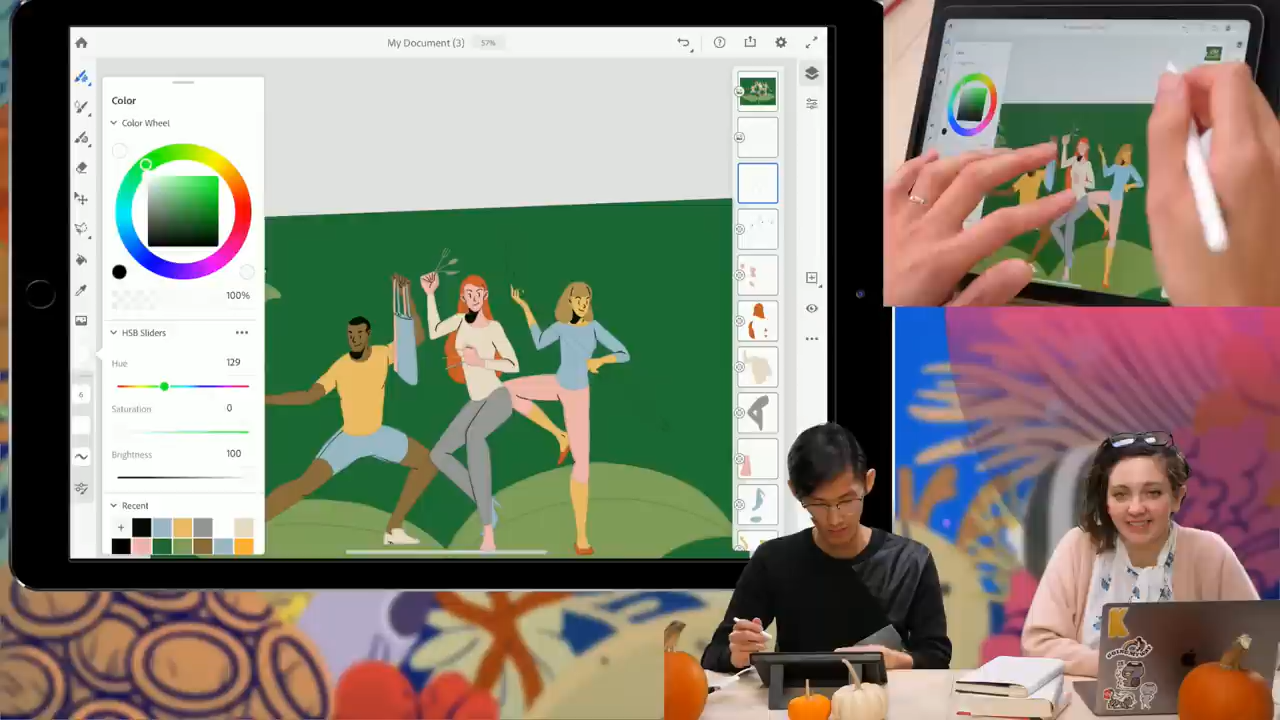 My Document (3)
57%
Color
Color Wheel
100%
HSB Sliders
Hue
129
Saturation
0
Brightness
100
6
Recent
K